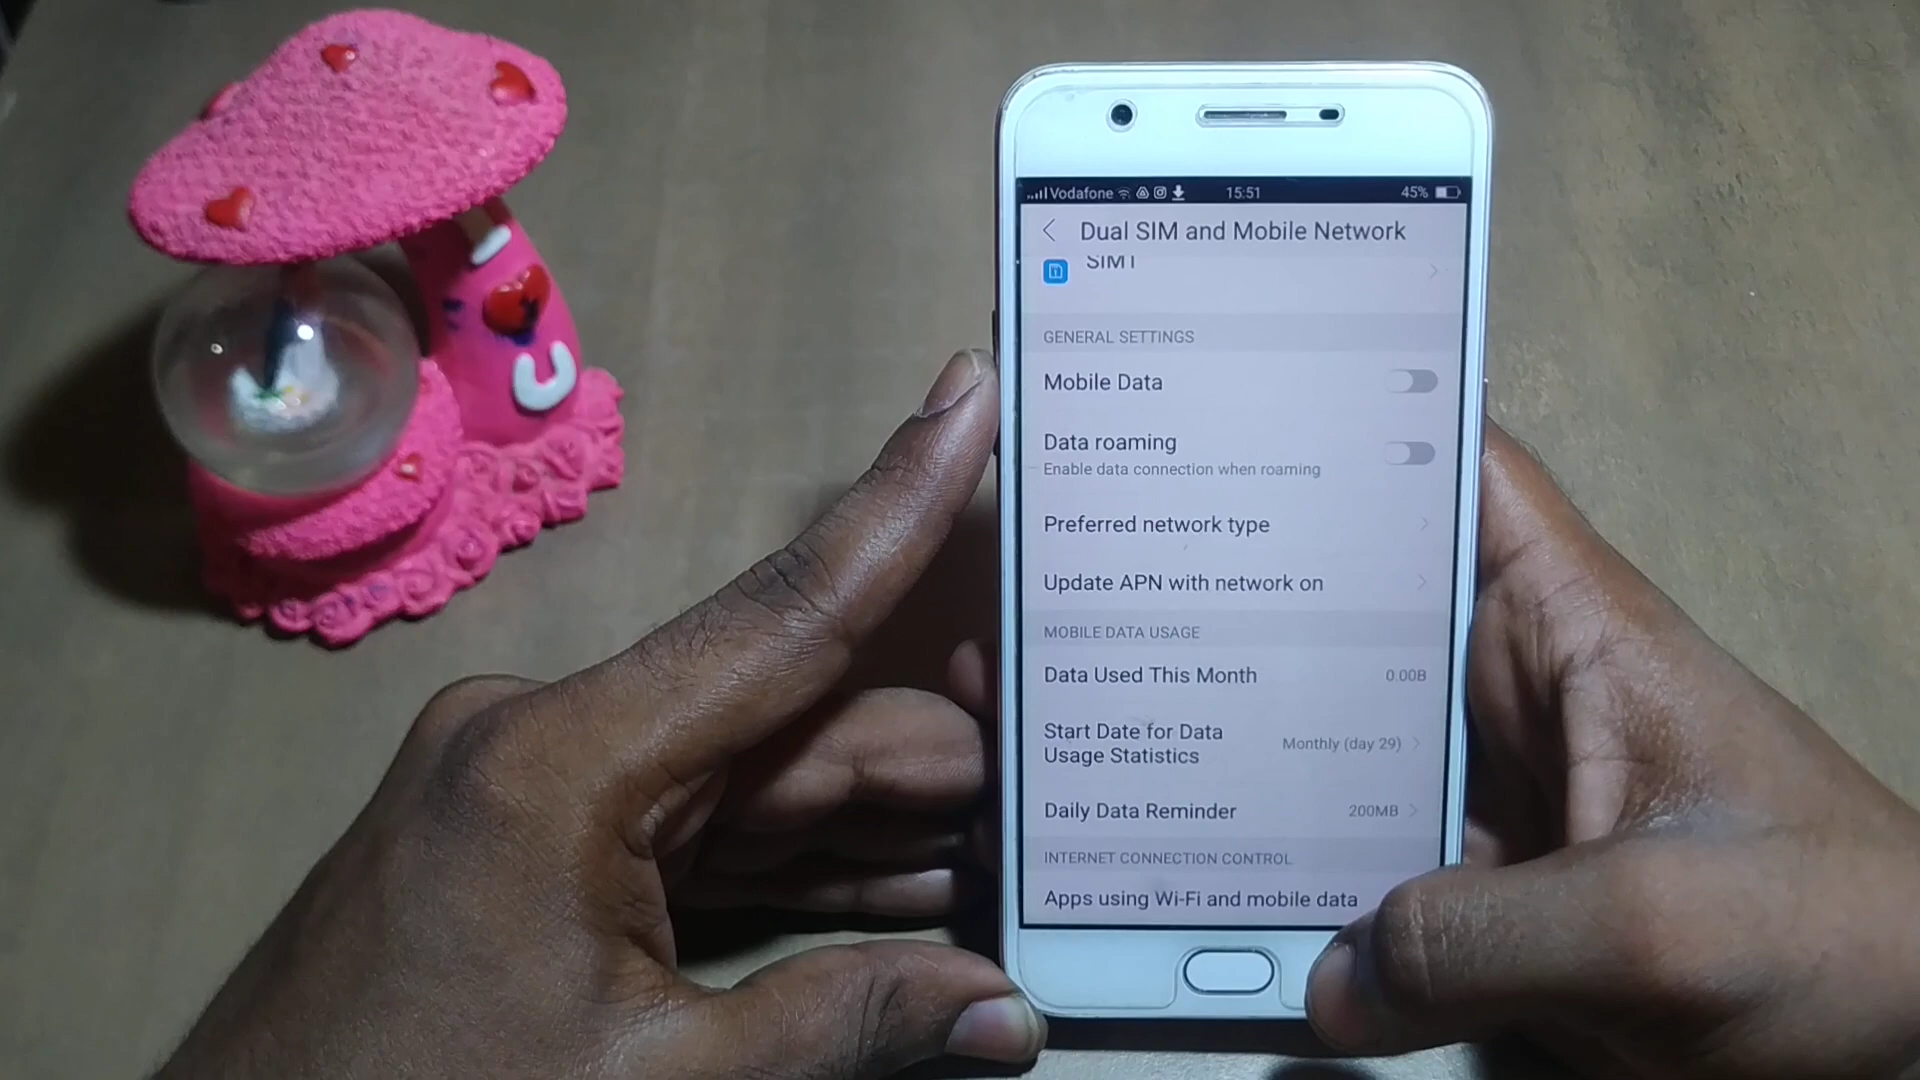 Vodafone 15:51 45%
Dual SIM and Mobile Network
SIM1
GENERAL SETTINGS
Mobile Data
Data roaming
Enable data connection when roaming
Preferred network type
Update APN with network on
MOBILE DATA USAGE
Data Used This Month 0.00B
Start Date for Data
Usage Statistics Monthly (day 29)
Daily Data Reminder 200MB
INTERNET CONNECTION CONTROL
Apps using Wi-Fi and mobile data